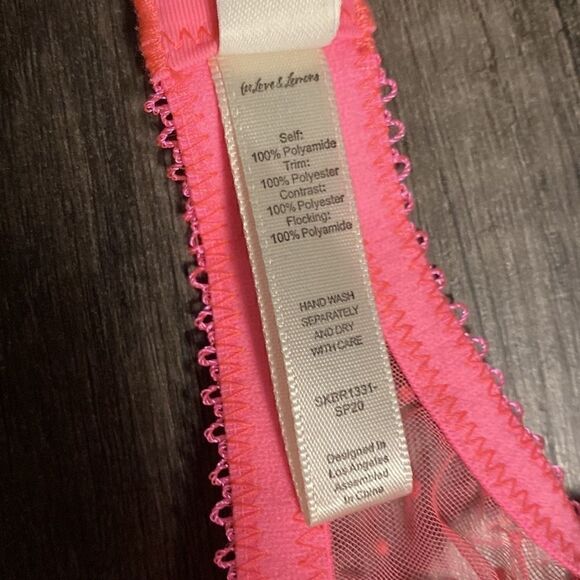 for Love & Lemons
Self:
100% Polyamide
Trim:
100% Polyester
Contrast:
100% Polyester
Flocking:
100% Polyamide
HAND WASH
SEPARATELY
AND DRY
WITH CARE
SKBR1331-
SP20
Designed in
Los Angeles
Assembled
in China